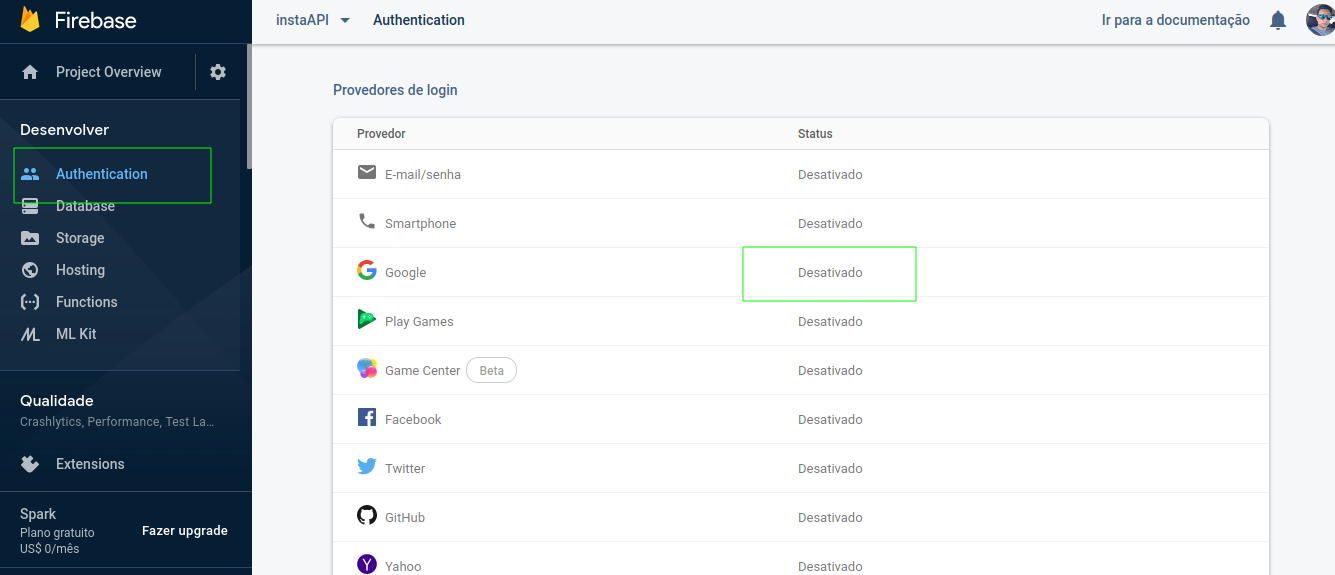 Firebase
instaAPI
Authentication
Ir para a documentação
Project Overview
Desenvolver
Authentication
Database
Storage
Hosting
Functions
ML Kit
Qualidade
Crashlytics, Performance, Test La…
Extensions
Spark
Plano gratuito
US$ 0/mês
Fazer upgrade
Provedores de login
Provedor Status
E-mail/senha Desativado
Smartphone Desativado
Google Desativado
Play Games Desativado
Game Center Beta Desativado
Facebook Desativado
Twitter Desativado
GitHub Desativado
Yahoo Desativado